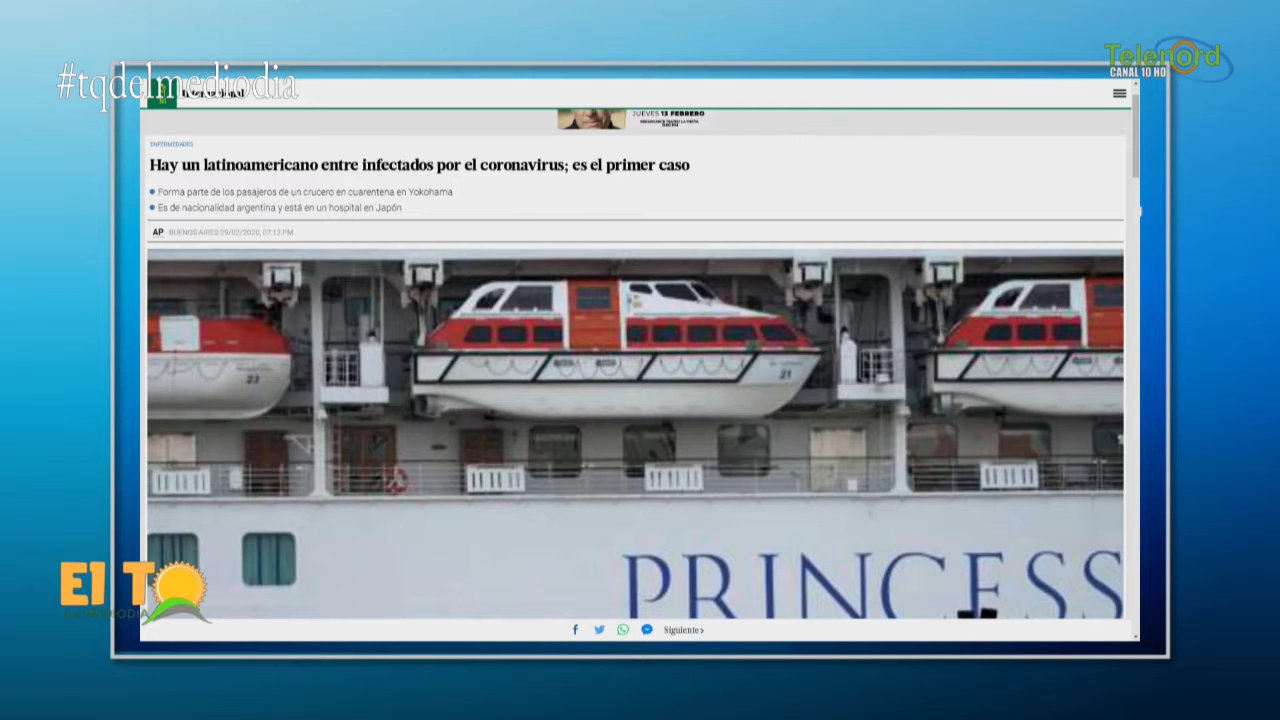 #tqdelmediodia
Telenord
CANAL 10 HD
Internacional
JUEVES 13 FEBRERO
ENFERMEDADES
Hay un latinoamericano entre infectados por el coronavirus; es el primer caso
Forma parte de los pasajeros de un crucero en cuarentena en Yokohama
Es de nacionalidad argentina y está en un hospital en Japón
AP BUENOS AIRES 09/02/2020, 07:12 PM
23
21
PRINCESS
El T
Siguiente ›